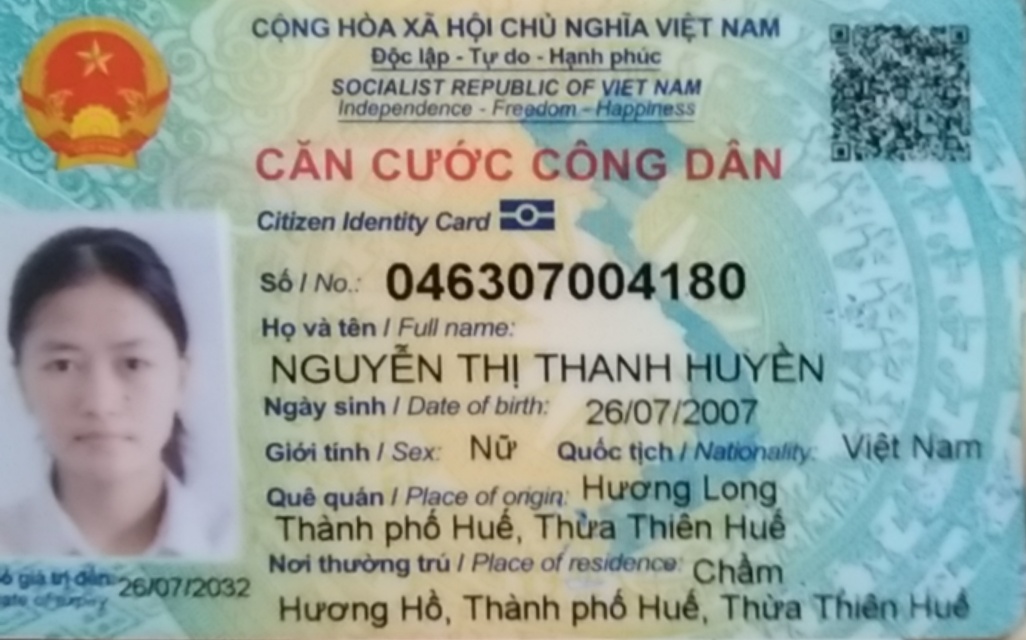 CỘNG HÒA XÃ HỘI CHỦ NGHĨA VIỆT NAM
Độc lập - Tự do - Hạnh phúc
SOCIALIST REPUBLIC OF VIET NAM
Independence - Freedom - Happiness
CĂN CƯỚC CÔNG DÂN
Citizen Identity Card
Số / No.: 046307004180
Họ và tên / Full name:
NGUYỄN THỊ THANH HUYỀN
Ngày sinh / Date of birth: 26/07/2007
Giới tính / Sex: Nữ Quốc tịch / Nationality: Việt Nam
Quê quán / Place of origin: Hương Long
Thành phố Huế, Thừa Thiên Huế
Nơi thường trú / Place of residence: Chầm
Hương Hồ, Thành phố Huế, Thừa Thiên Huế
giá trị đến: 26/07/2032
of expiry